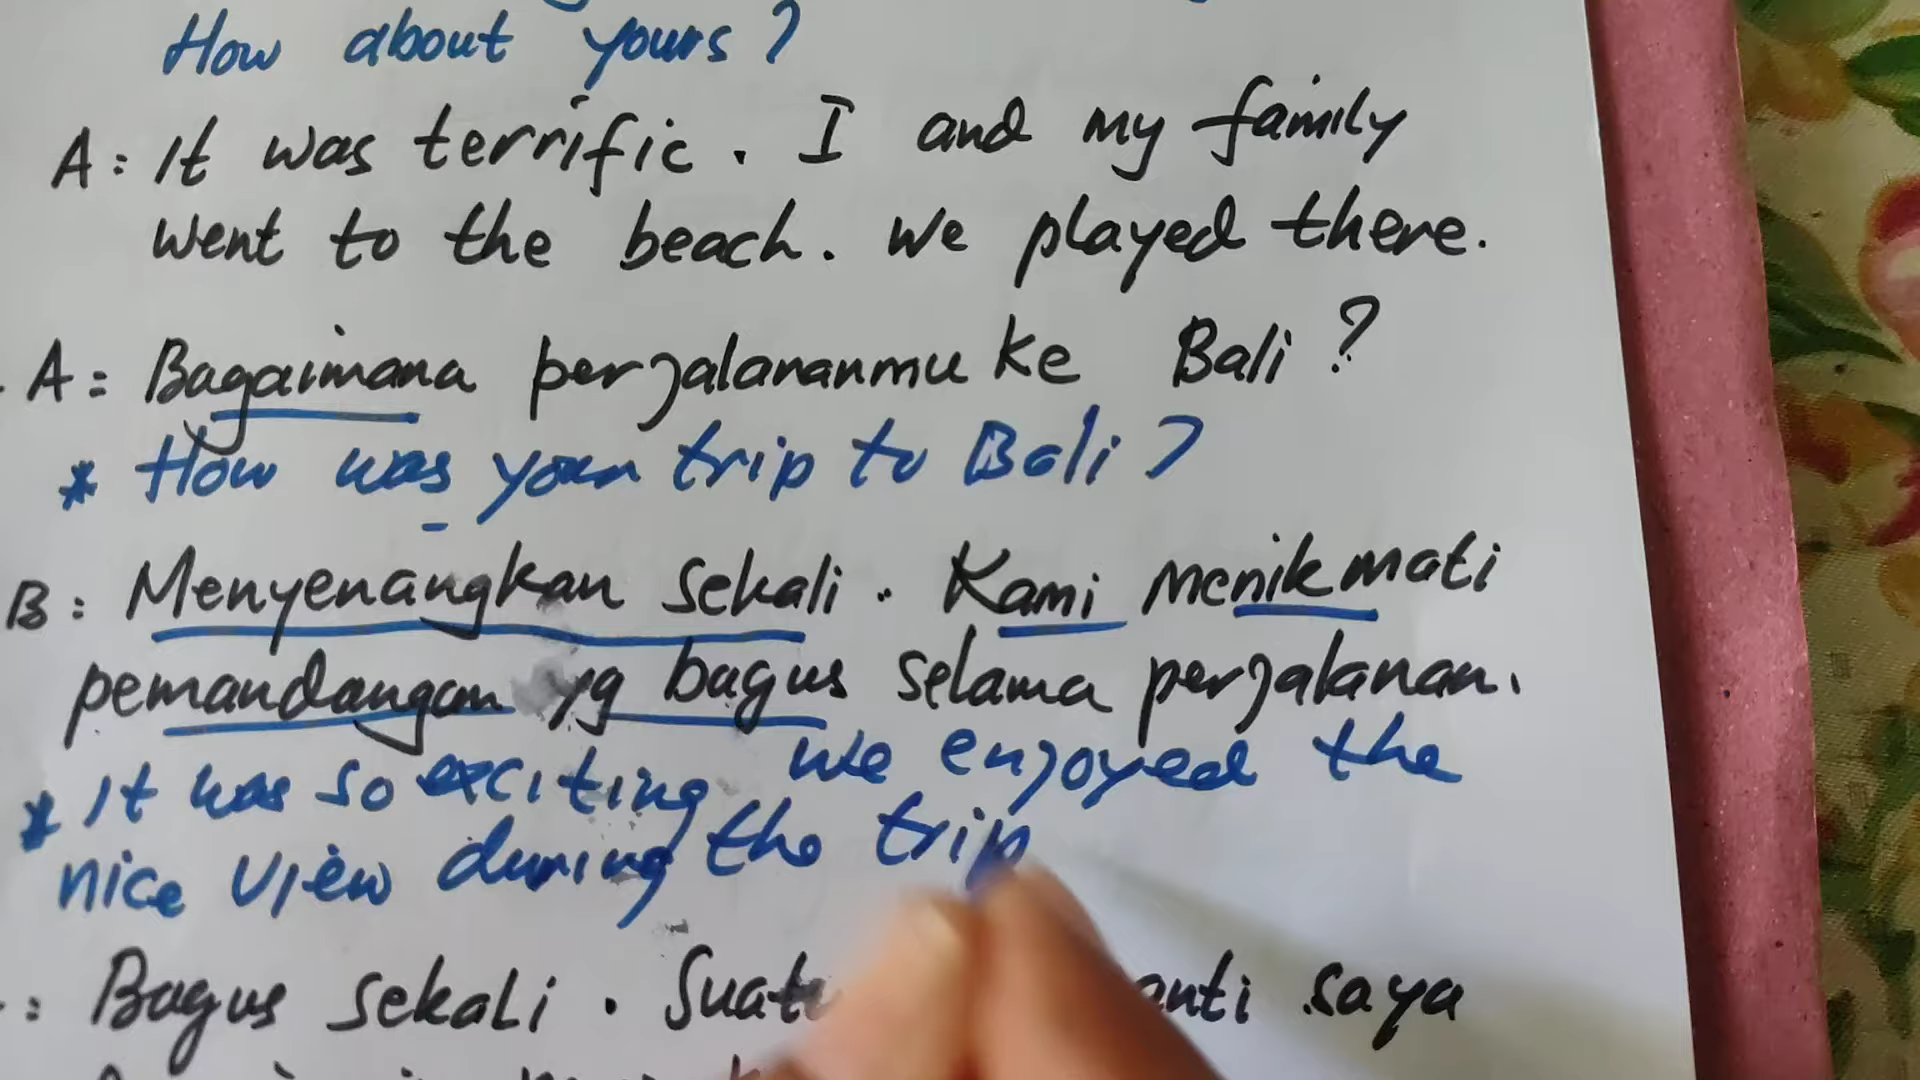 How about yours?
A: It was terrific. I and my family
went to the beach. We played there.
A: Bagaimana perjalananmu ke Bali?
* How was your trip to Bali?
B: Menyenangkan sekali. Kami menikmati
pemandangan yg bagus selama perjalanan.
* It was so exciting we enjoyed the
nice view during the trip
: Bagus sekali. saya